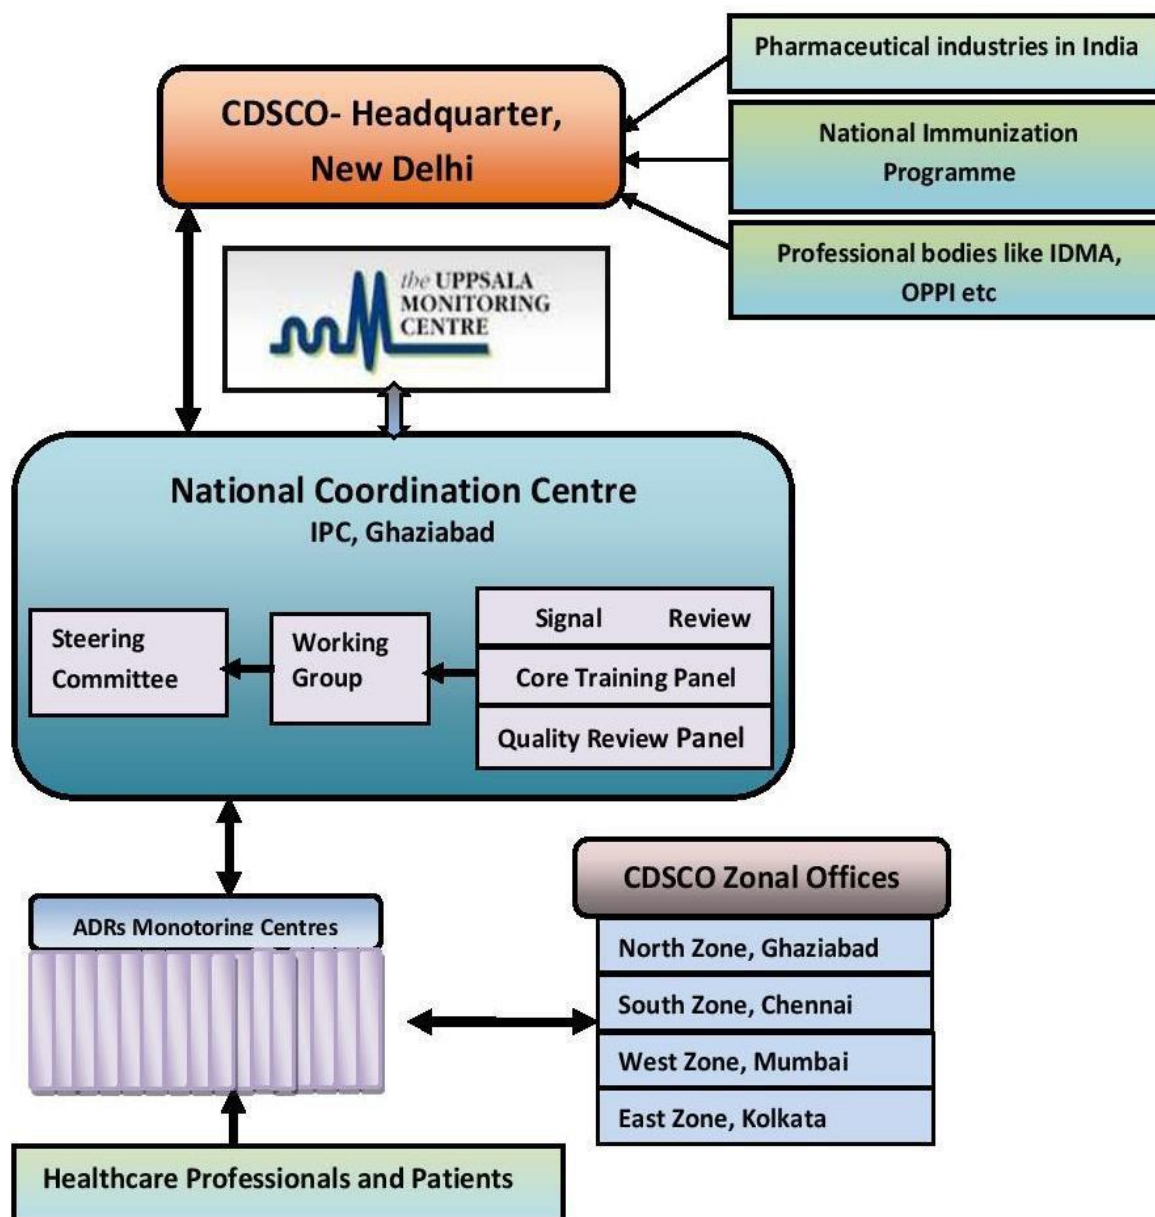 Pharmaceutical industries in India
CDSCO- Headquarter,
New Delhi
National Immunization
Programme
Professional bodies like IDMA,
OPPI etc
the UPPSALA
MONITORING
CENTRE
National Coordination Centre
IPC, Ghaziabad
Steering
Committee
Working
Group
Signal Review
Core Training Panel
Quality Review Panel
ADRs Monotoring Centres
CDSCO Zonal Offices
North Zone, Ghaziabad
South Zone, Chennai
West Zone, Mumbai
East Zone, Kolkata
Healthcare Professionals and Patients